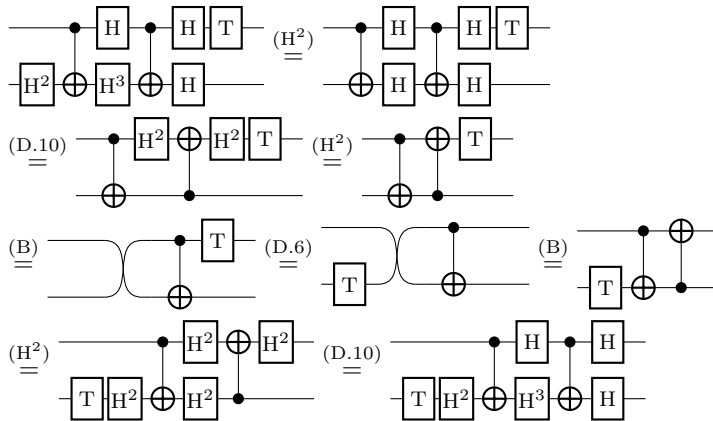 H H T (H²) H H T
H² H³ H = H H
(D.10) H² H² T (H²) T
= =
(B) T (D.6) (B)
= = T = T
(H²) H² H² (D.10) H H
= T H² H² = T H² H³ H